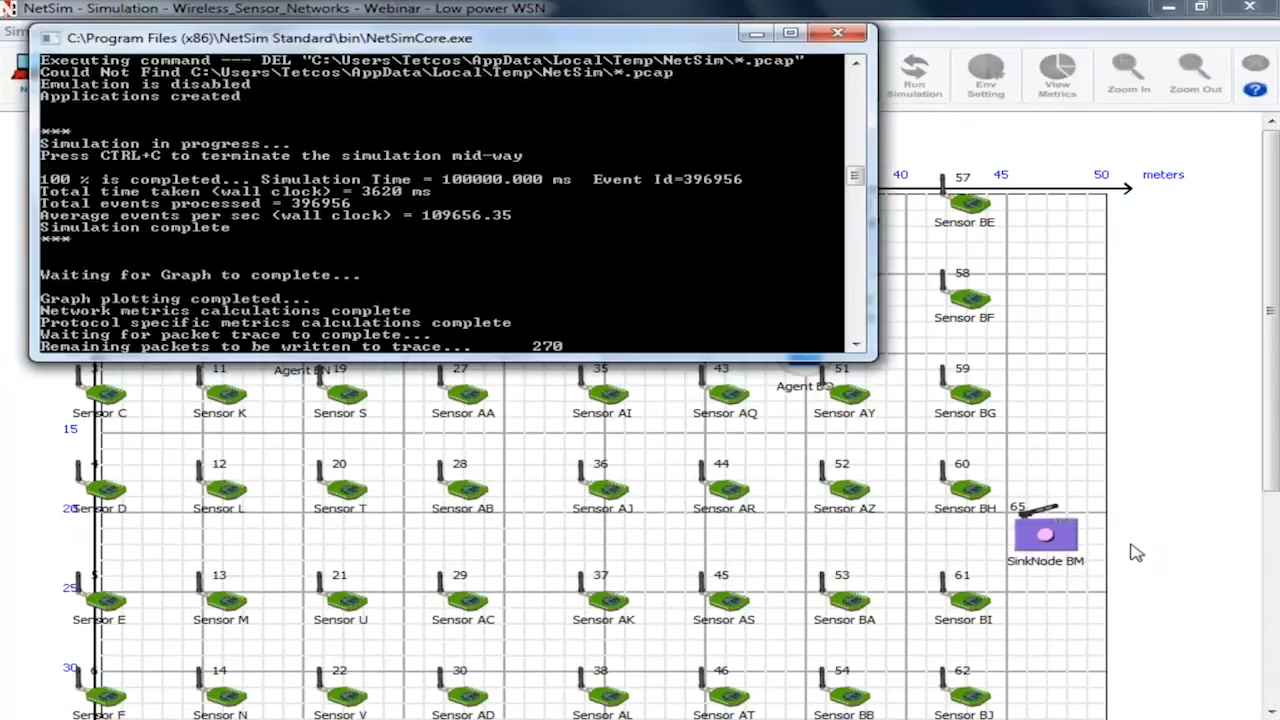 NetSim - Simulation - Wireless_Sensor_Networks - Webinar - Low power WSN
C:\Program Files (x86)\NetSim Standard\bin\NetSimCore.exe
Executing command --- DEL "C:\Users\Tetcos\AppData\Local\Temp\NetSim\*.pcap"
Could Not Find C:\Users\Tetcos\AppData\Local\Temp\NetSim\*.pcap
Emulation is disabled
Applications created
***
Simulation in progress...
Press CTRL+C to terminate the simulation mid-way
100 % is completed... Simulation Time = 100000.000 ms Event Id=396956
Total time taken (wall clock) = 3620 ms
Total events processed = 396956
Average events per sec (wall clock) = 109656.35
Simulation complete
***
Waiting for Graph to complete...
Graph plotting completed...
Network metrics calculations complete
Protocol specific metrics calculations complete
Waiting for packet trace to complete...
Remaining packets to be written to trace... 270
Run Simulation
Env Setting
View Metrics
Zoom In
Zoom Out
40 45 50 meters
57
Sensor BE
58
Sensor BF
11 19 27 35 43 51 59
Sensor C Sensor K Sensor S Sensor AA Sensor AI Sensor AQ Sensor AY Sensor BG
15
4 12 20 28 36 44 52 60
20 Sensor D Sensor L Sensor T Sensor AB Sensor AJ Sensor AR Sensor AZ Sensor BH
65
SinkNode BM
5 13 21 29 37 45 53 61
25
Sensor E Sensor M Sensor U Sensor AC Sensor AK Sensor AS Sensor BA Sensor BI
30 6 14 22 30 38 46 54 62
Sensor F Sensor N Sensor V Sensor AD Sensor AL Sensor AT Sensor BB Sensor BJ